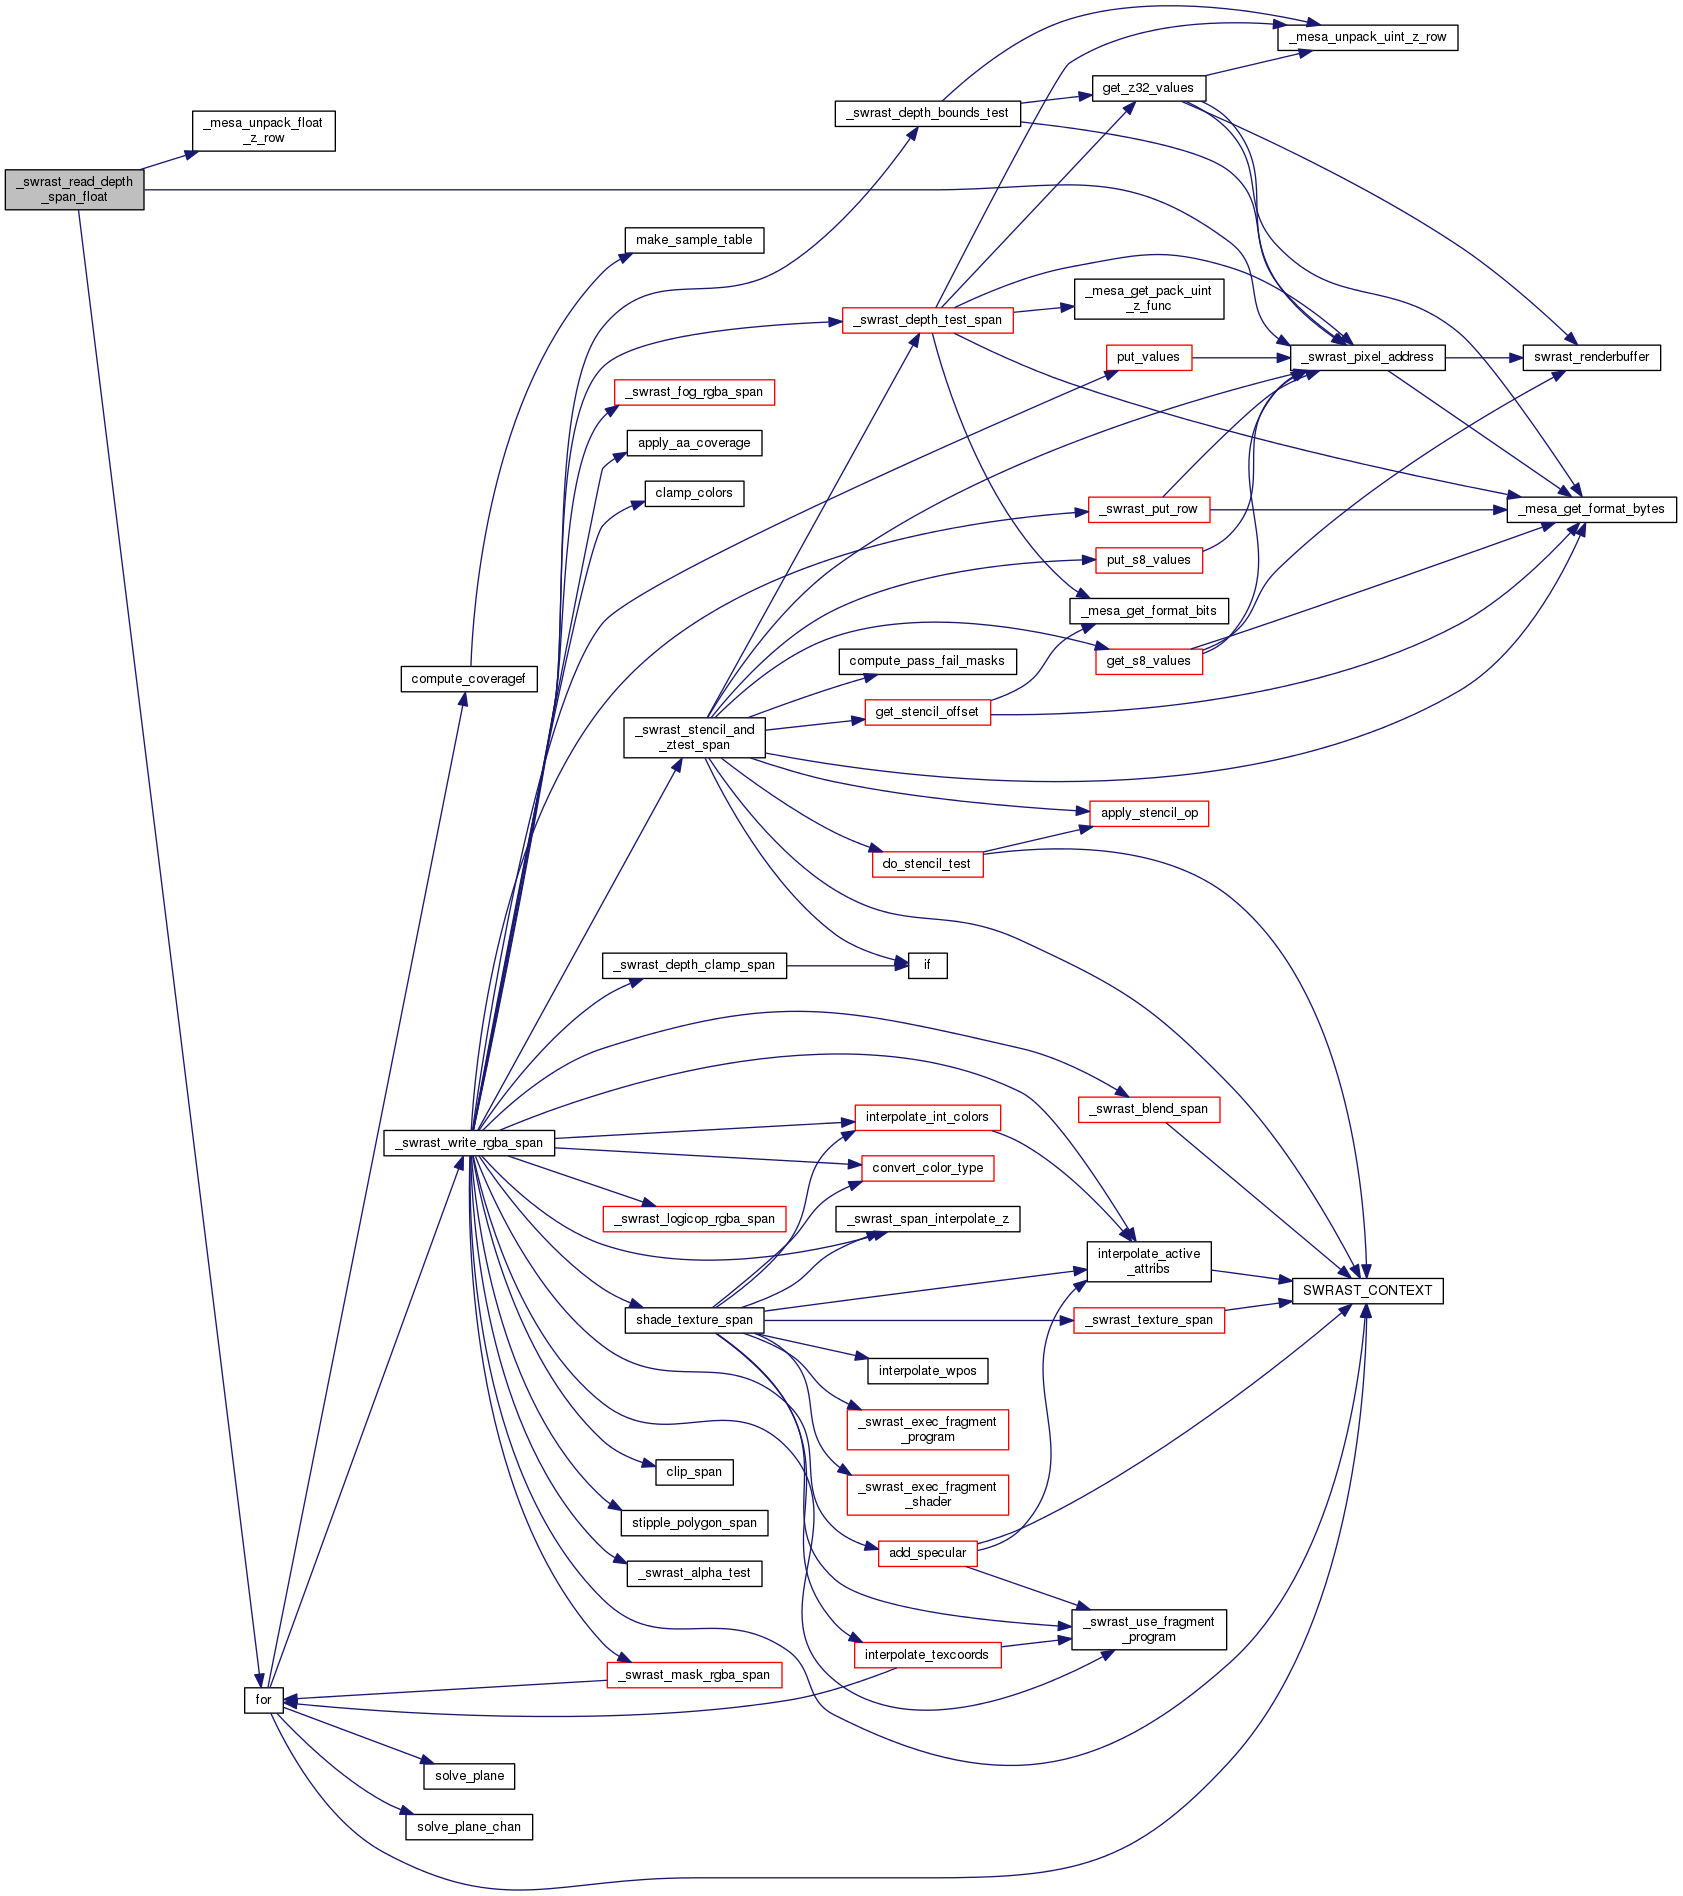 _mesa_unpack_uint_z_row
get_z32_values
_swrast_depth_bounds_test
_mesa_unpack_float
_z_row
_swrast_read_depth
_span_float
make_sample_table
_mesa_get_pack_uint
_z_func
_swrast_depth_test_span
put_values
_swrast_pixel_address
swrast_renderbuffer
_swrast_fog_rgba_span
apply_aa_coverage
clamp_colors
_swrast_put_row
_mesa_get_format_bytes
put_s8_values
_mesa_get_format_bits
compute_pass_fail_masks
get_s8_values
compute_coveragef
get_stencil_offset
_swrast_stencil_and
_ztest_span
apply_stencil_op
do_stencil_test
_swrast_depth_clamp_span
if
_swrast_blend_span
interpolate_int_colors
_swrast_write_rgba_span
convert_color_type
_swrast_logicop_rgba_span
_swrast_span_interpolate_z
interpolate_active
_attribs
SWRAST_CONTEXT
shade_texture_span
_swrast_texture_span
interpolate_wpos
_swrast_exec_fragment
_program
clip_span
_swrast_exec_fragment
_shader
stipple_polygon_span
add_specular
_swrast_alpha_test
_swrast_use_fragment
_program
interpolate_texcoords
_swrast_mask_rgba_span
for
solve_plane
solve_plane_chan